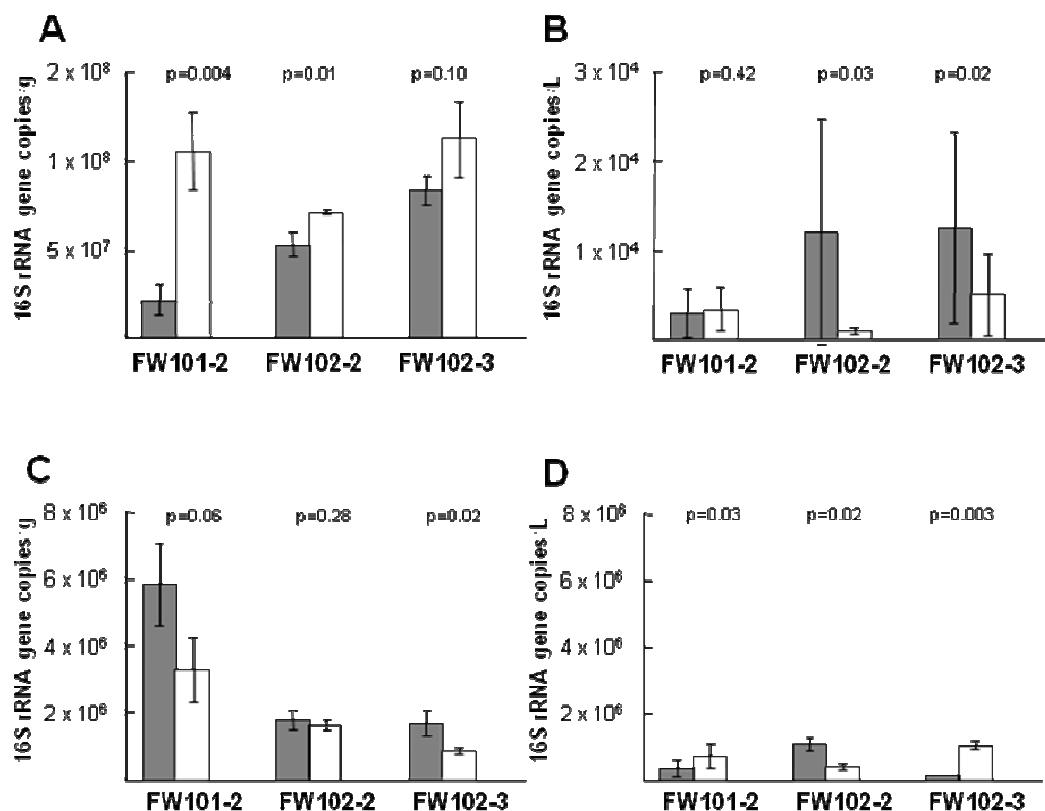 A
16S rRNA gene copies/g
2 x 10⁸
1 x 10⁸
5 x 10⁷
p=0.004 p=0.01 p=0.10
FW101-2 FW102-2 FW102-3
B
16S rRNA gene copies/L
3 x 10⁴
2 x 10⁴
1 x 10⁴
p=0.42 p=0.03 p=0.02
FW101-2 FW102-2 FW102-3
C
16S rRNA gene copies/g
8 x 10⁶
6 x 10⁶
4 x 10⁶
2 x 10⁶
p=0.06 p=0.28 p=0.02
FW101-2 FW102-2 FW102-3
D
16S rRNA gene copies/L
8 x 10⁶
6 x 10⁶
4 x 10⁶
2 x 10⁶
p=0.03 p=0.02 p=0.003
FW101-2 FW102-2 FW102-3